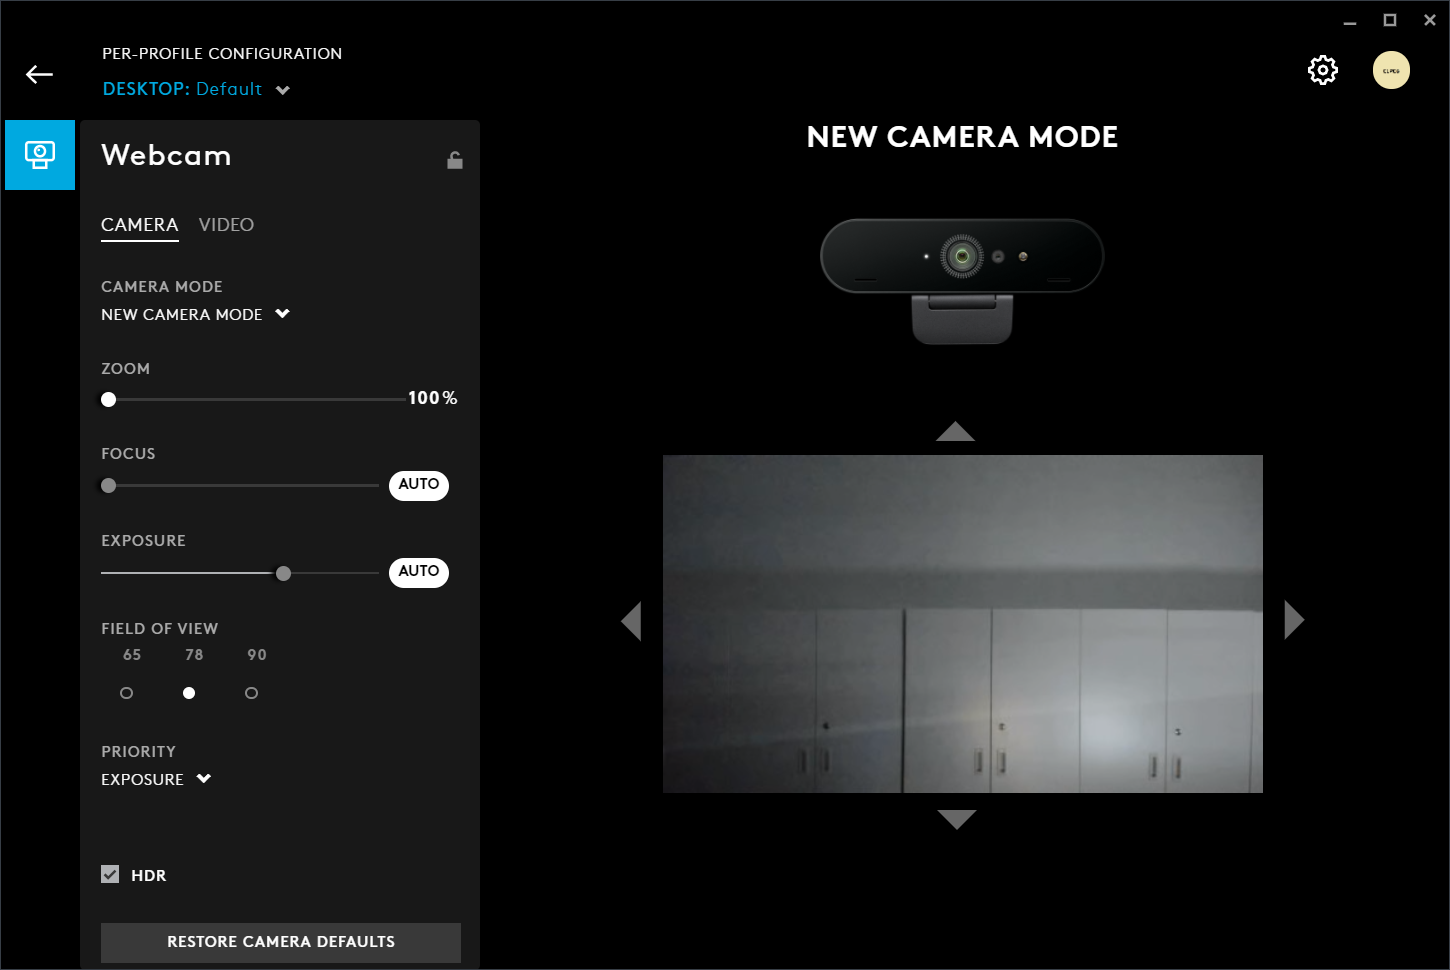 PER-PROFILE CONFIGURATION
DESKTOP: Default
Webcam
CAMERA VIDEO
CAMERA MODE
NEW CAMERA MODE
ZOOM
100%
FOCUS
AUTO
EXPOSURE
AUTO
FIELD OF VIEW
65 78 90
PRIORITY
EXPOSURE
HDR
RESTORE CAMERA DEFAULTS
NEW CAMERA MODE